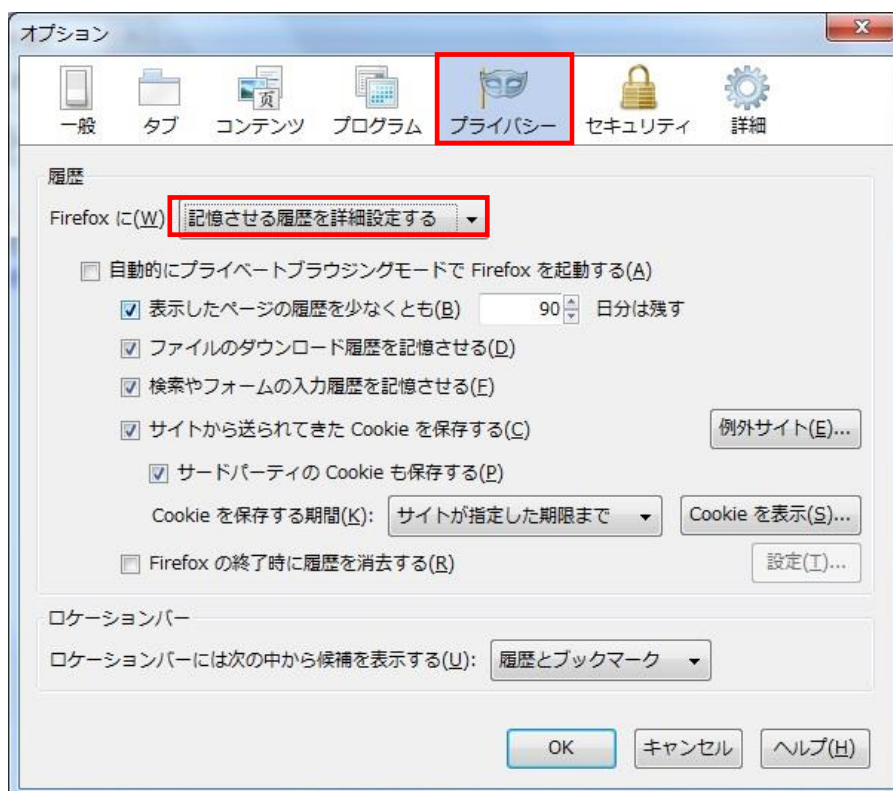 オプション
页
一般 タブ コンテンツ プログラム プライバシー セキュリティ 詳細
履歴
Firefox に(W) 記憶させる履歴を詳細設定する
自動的にプライベートブラウジングモードで Firefox を起動する(A)
表示したページの履歴を少なくとも(B) 90 日分は残す
ファイルのダウンロード履歴を記憶させる(D)
検索やフォームの入力履歴を記憶させる(F)
サイトから送られてきた Cookie を保存する(C) 例外サイト(E)...
サードパーティの Cookie も保存する(P)
Cookie を保存する期間(K): サイトが指定した期限まで Cookie を表示(S)...
Firefox の終了時に履歴を消去する(R) 設定(T)...
ロケーションバー
ロケーションバーには次の中から候補を表示する(U): 履歴とブックマーク
OK キャンセル ヘルプ(H)